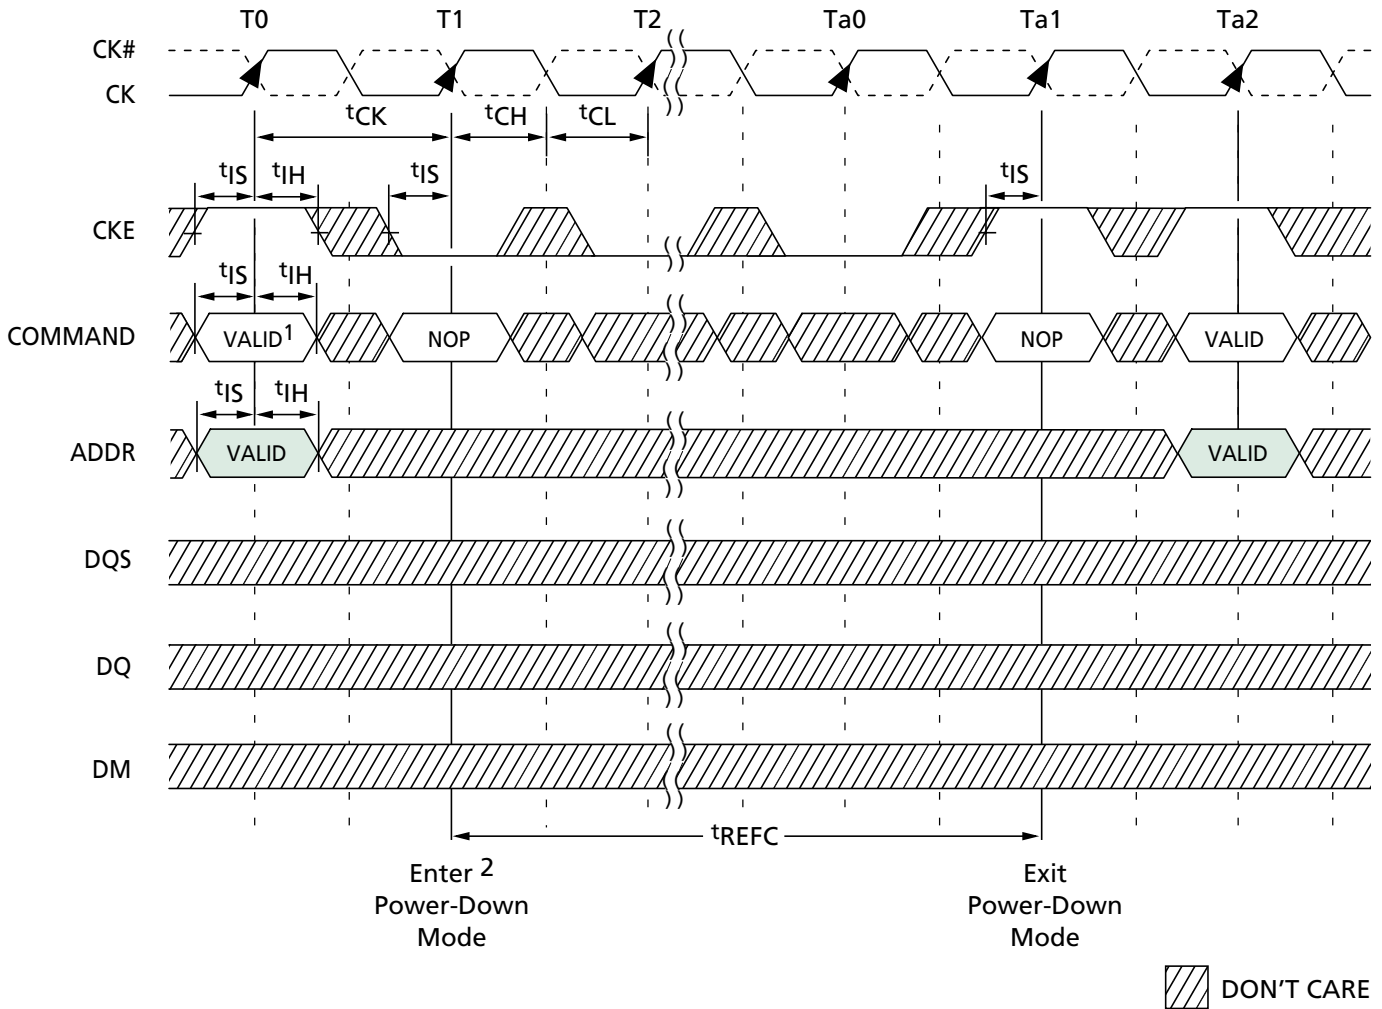 T0 T1 T2 Ta0 Ta1 Ta2
CK#
CK
tCK tCH tCL
tIS tIH tIS tIS
CKE
tIS tIH
COMMAND VALID1 NOP NOP VALID
tIS tIH
ADDR VALID VALID
DQS
DQ
DM
tREFC
Enter 2
Power-Down
Mode
Exit
Power-Down
Mode
DON'T CARE